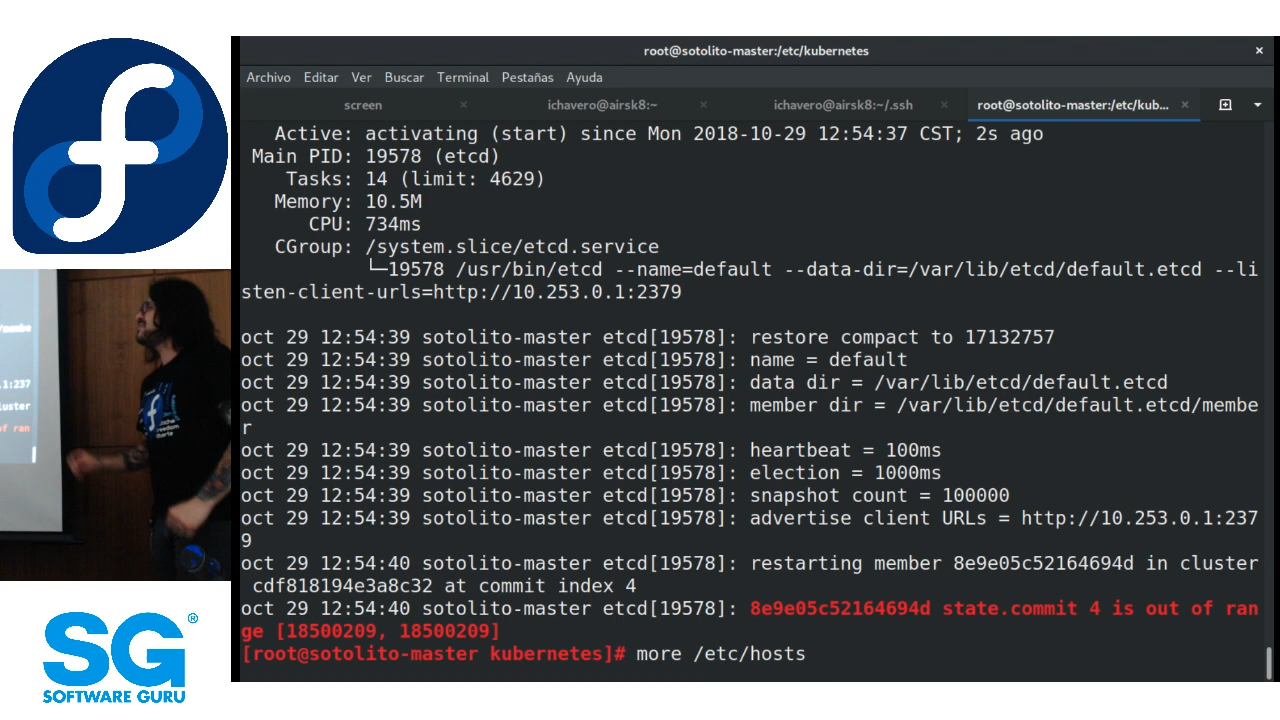 root@sotolito-master:/etc/kubernetes ×
Archivo Editar Ver Buscar Terminal Pestañas Ayuda
screen × ichavero@airsk8:~ × ichavero@airsk8:~/.ssh × root@sotolito-master:/etc/kub... ×
Active: activating (start) since Mon 2018-10-29 12:54:37 CST; 2s ago
Main PID: 19578 (etcd)
Tasks: 14 (limit: 4629)
Memory: 10.5M
CPU: 734ms
CGroup: /system.slice/etcd.service
└─19578 /usr/bin/etcd --name=default --data-dir=/var/lib/etcd/default.etcd --li
sten-client-urls=http://10.253.0.1:2379
oct 29 12:54:39 sotolito-master etcd[19578]: restore compact to 17132757
oct 29 12:54:39 sotolito-master etcd[19578]: name = default
oct 29 12:54:39 sotolito-master etcd[19578]: data dir = /var/lib/etcd/default.etcd
oct 29 12:54:39 sotolito-master etcd[19578]: member dir = /var/lib/etcd/default.etcd/membe
r
oct 29 12:54:39 sotolito-master etcd[19578]: heartbeat = 100ms
oct 29 12:54:39 sotolito-master etcd[19578]: election = 1000ms
oct 29 12:54:39 sotolito-master etcd[19578]: snapshot count = 100000
oct 29 12:54:39 sotolito-master etcd[19578]: advertise client URLs = http://10.253.0.1:237
9
oct 29 12:54:40 sotolito-master etcd[19578]: restarting member 8e9e05c52164694d in cluster
cdf818194e3a8c32 at commit index 4
oct 29 12:54:40 sotolito-master etcd[19578]: 8e9e05c52164694d state.commit 4 is out of ran
ge [18500209, 18500209]
[root@sotolito-master kubernetes]# more /etc/hosts
.1:237
luster
of ran
SG®
SOFTWARE GURU